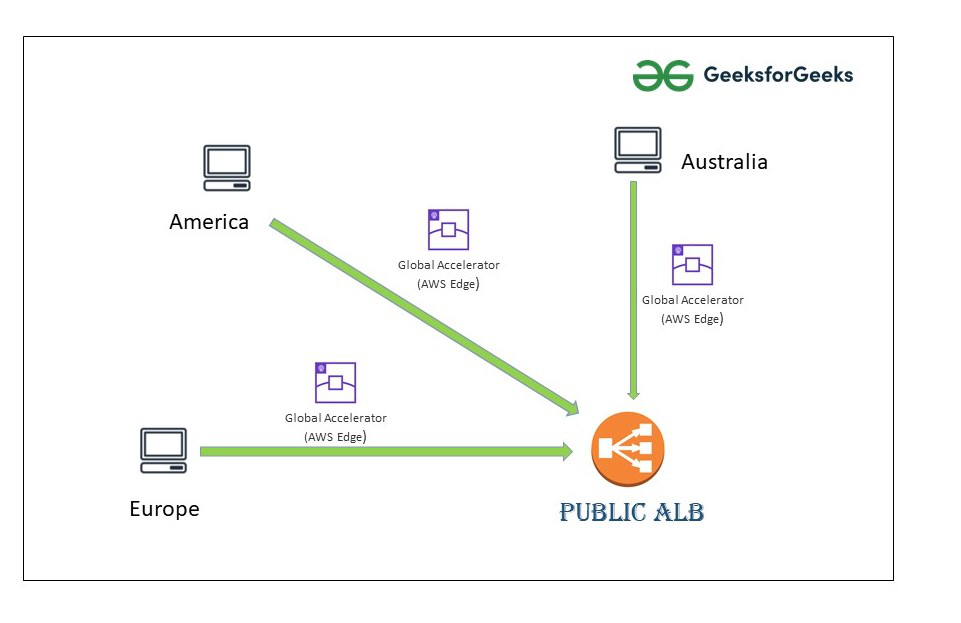 GeeksforGeeks
Australia
America
Global Accelerator
(AWS Edge)
Global Accelerator
(AWS Edge)
Global Accelerator
(AWS Edge)
Europe
PUBLIC ALB